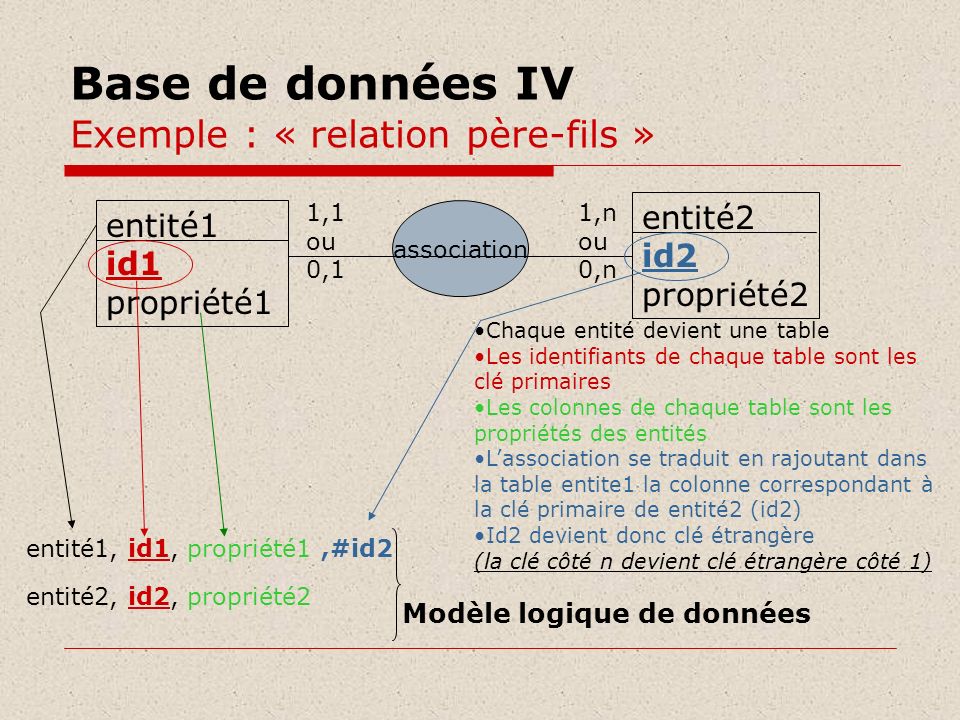 Base de données IV
Exemple : « relation père-fils »
entité1
id1
propriété1
1,1
ou
0,1
association
1,n
ou
0,n
entité2
id2
propriété2
•Chaque entité devient une table
•Les identifiants de chaque table sont les
clé primaires
•Les colonnes de chaque table sont les
propriétés des entités
•L’association se traduit en rajoutant dans
la table entite1 la colonne correspondant à
la clé primaire de entité2 (id2)
•Id2 devient donc clé étrangère
(la clé côté n devient clé étrangère côté 1)
entité1, id1, propriété1 ,#id2
entité2, id2, propriété2
Modèle logique de données